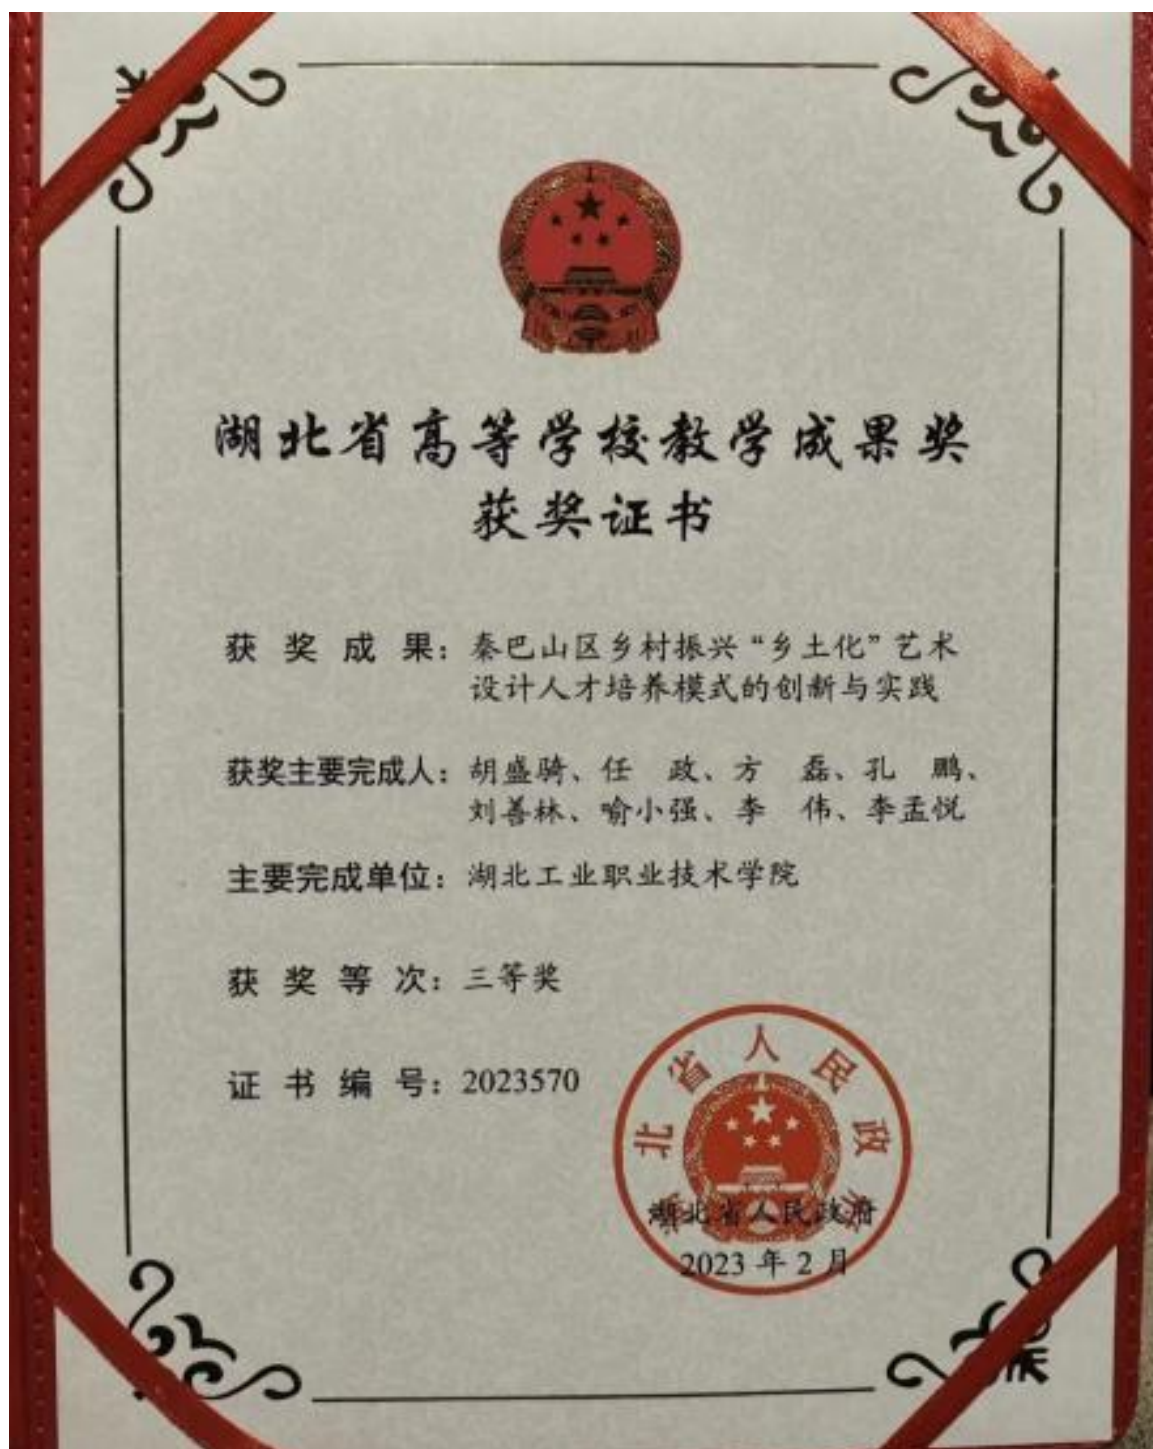 湖北省高等学校教学成果奖
获奖证书
获奖成果：秦巴山区乡村振兴“乡土化”艺术
设计人才培养模式的创新与实践
获奖主要完成人：胡盛骑、任 政、方 磊、孔 鹏、
刘善林、喻小强、李 伟、李孟悦
主要完成单位：湖北工业职业技术学院
获奖等次：三等奖
证书编号：2023570
湖北省人民政府
湖北省人民政府
2023年2月